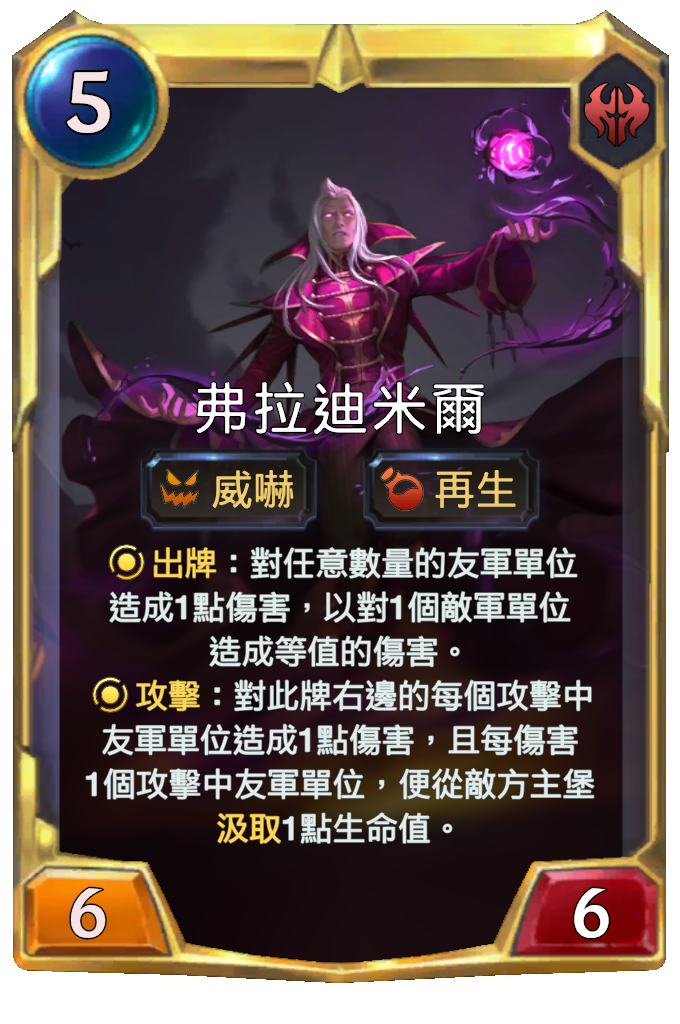 5
弗拉迪米爾
威嚇 再生
出牌：對任意數量的友軍單位
造成1點傷害，以對1個敵軍單位
造成等值的傷害。
攻擊：對此牌右邊的每個攻擊中
友軍單位造成1點傷害，且每傷害
1個攻擊中友軍單位，便從敵方主堡
汲取1點生命值。
6 6